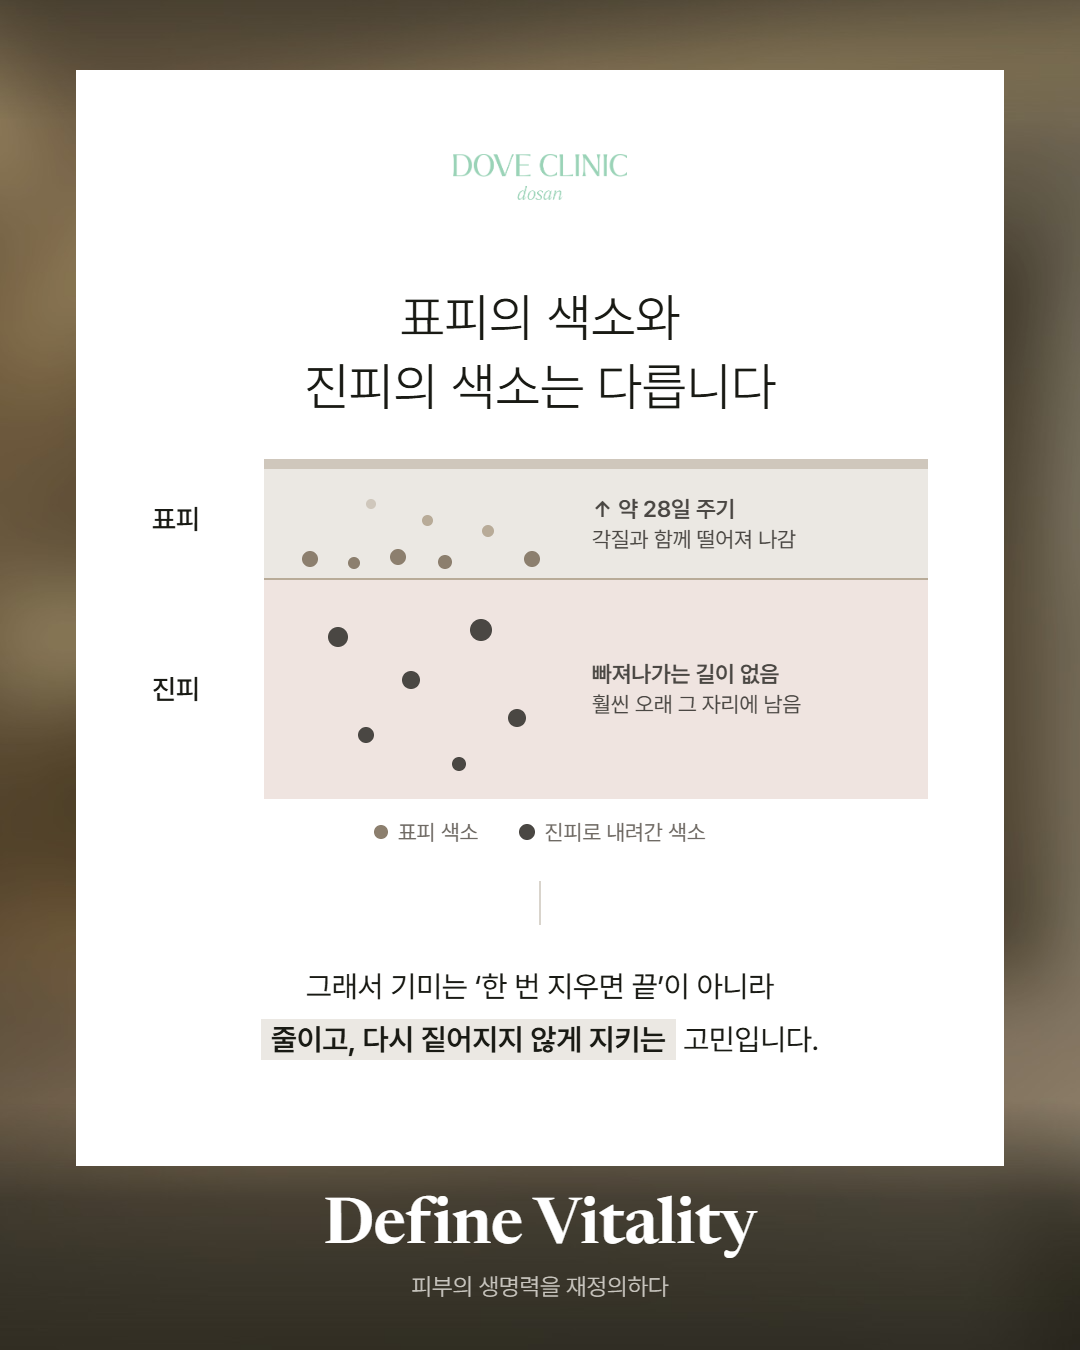 DOVE CLINIC
dosan
표피의 색소와
진피의 색소는 다릅니다
표피
↑ 약 28일 주기
각질과 함께 떨어져 나감
진피
빠져나가는 길이 없음
훨씬 오래 그 자리에 남음
표피 색소
진피로 내려간 색소
그래서 기미는 ‘한 번 지우면 끝’이 아니라
줄이고, 다시 짙어지지 않게 지키는 고민입니다.
Define Vitality
피부의 생명력을 재정의하다